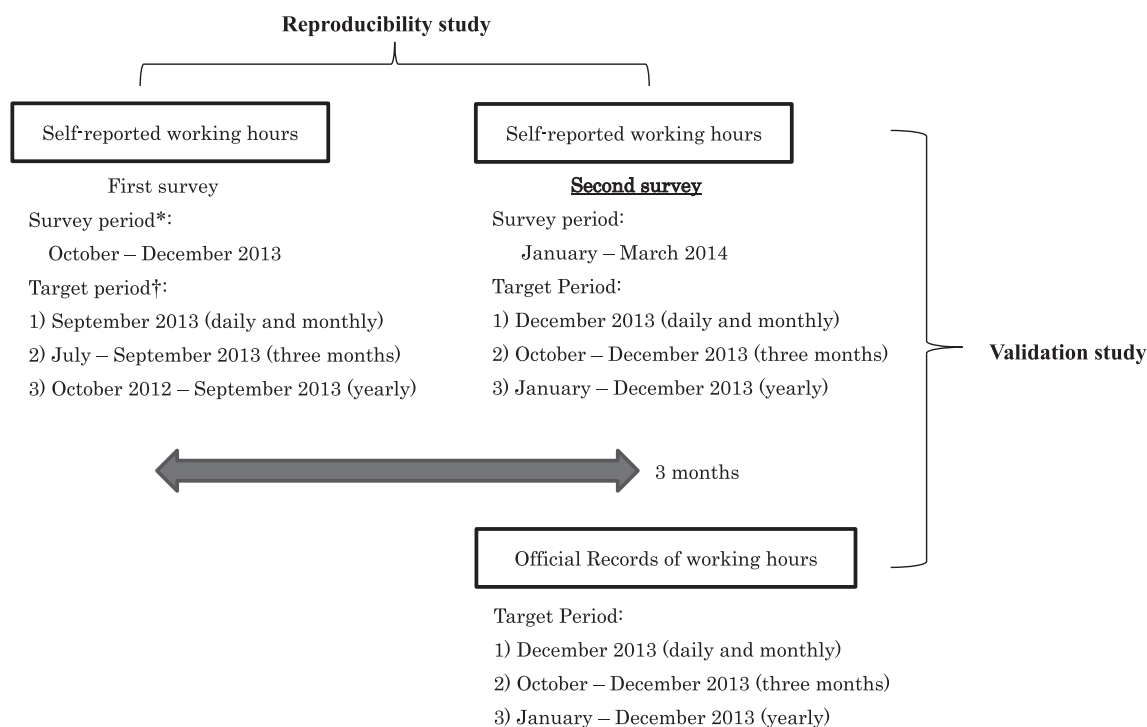 Reproducibility study
Self-reported working hours
First survey
Survey period*:
October – December 2013
Target period†:
1) September 2013 (daily and monthly)
2) July – September 2013 (three months)
3) October 2012 – September 2013 (yearly)
Self-reported working hours
Second survey
Survey period:
January – March 2014
Target Period:
1) December 2013 (daily and monthly)
2) October – December 2013 (three months)
3) January – December 2013 (yearly)
Validation study
3 months
Official Records of working hours
Target Period:
1) December 2013 (daily and monthly)
2) October – December 2013 (three months)
3) January – December 2013 (yearly)